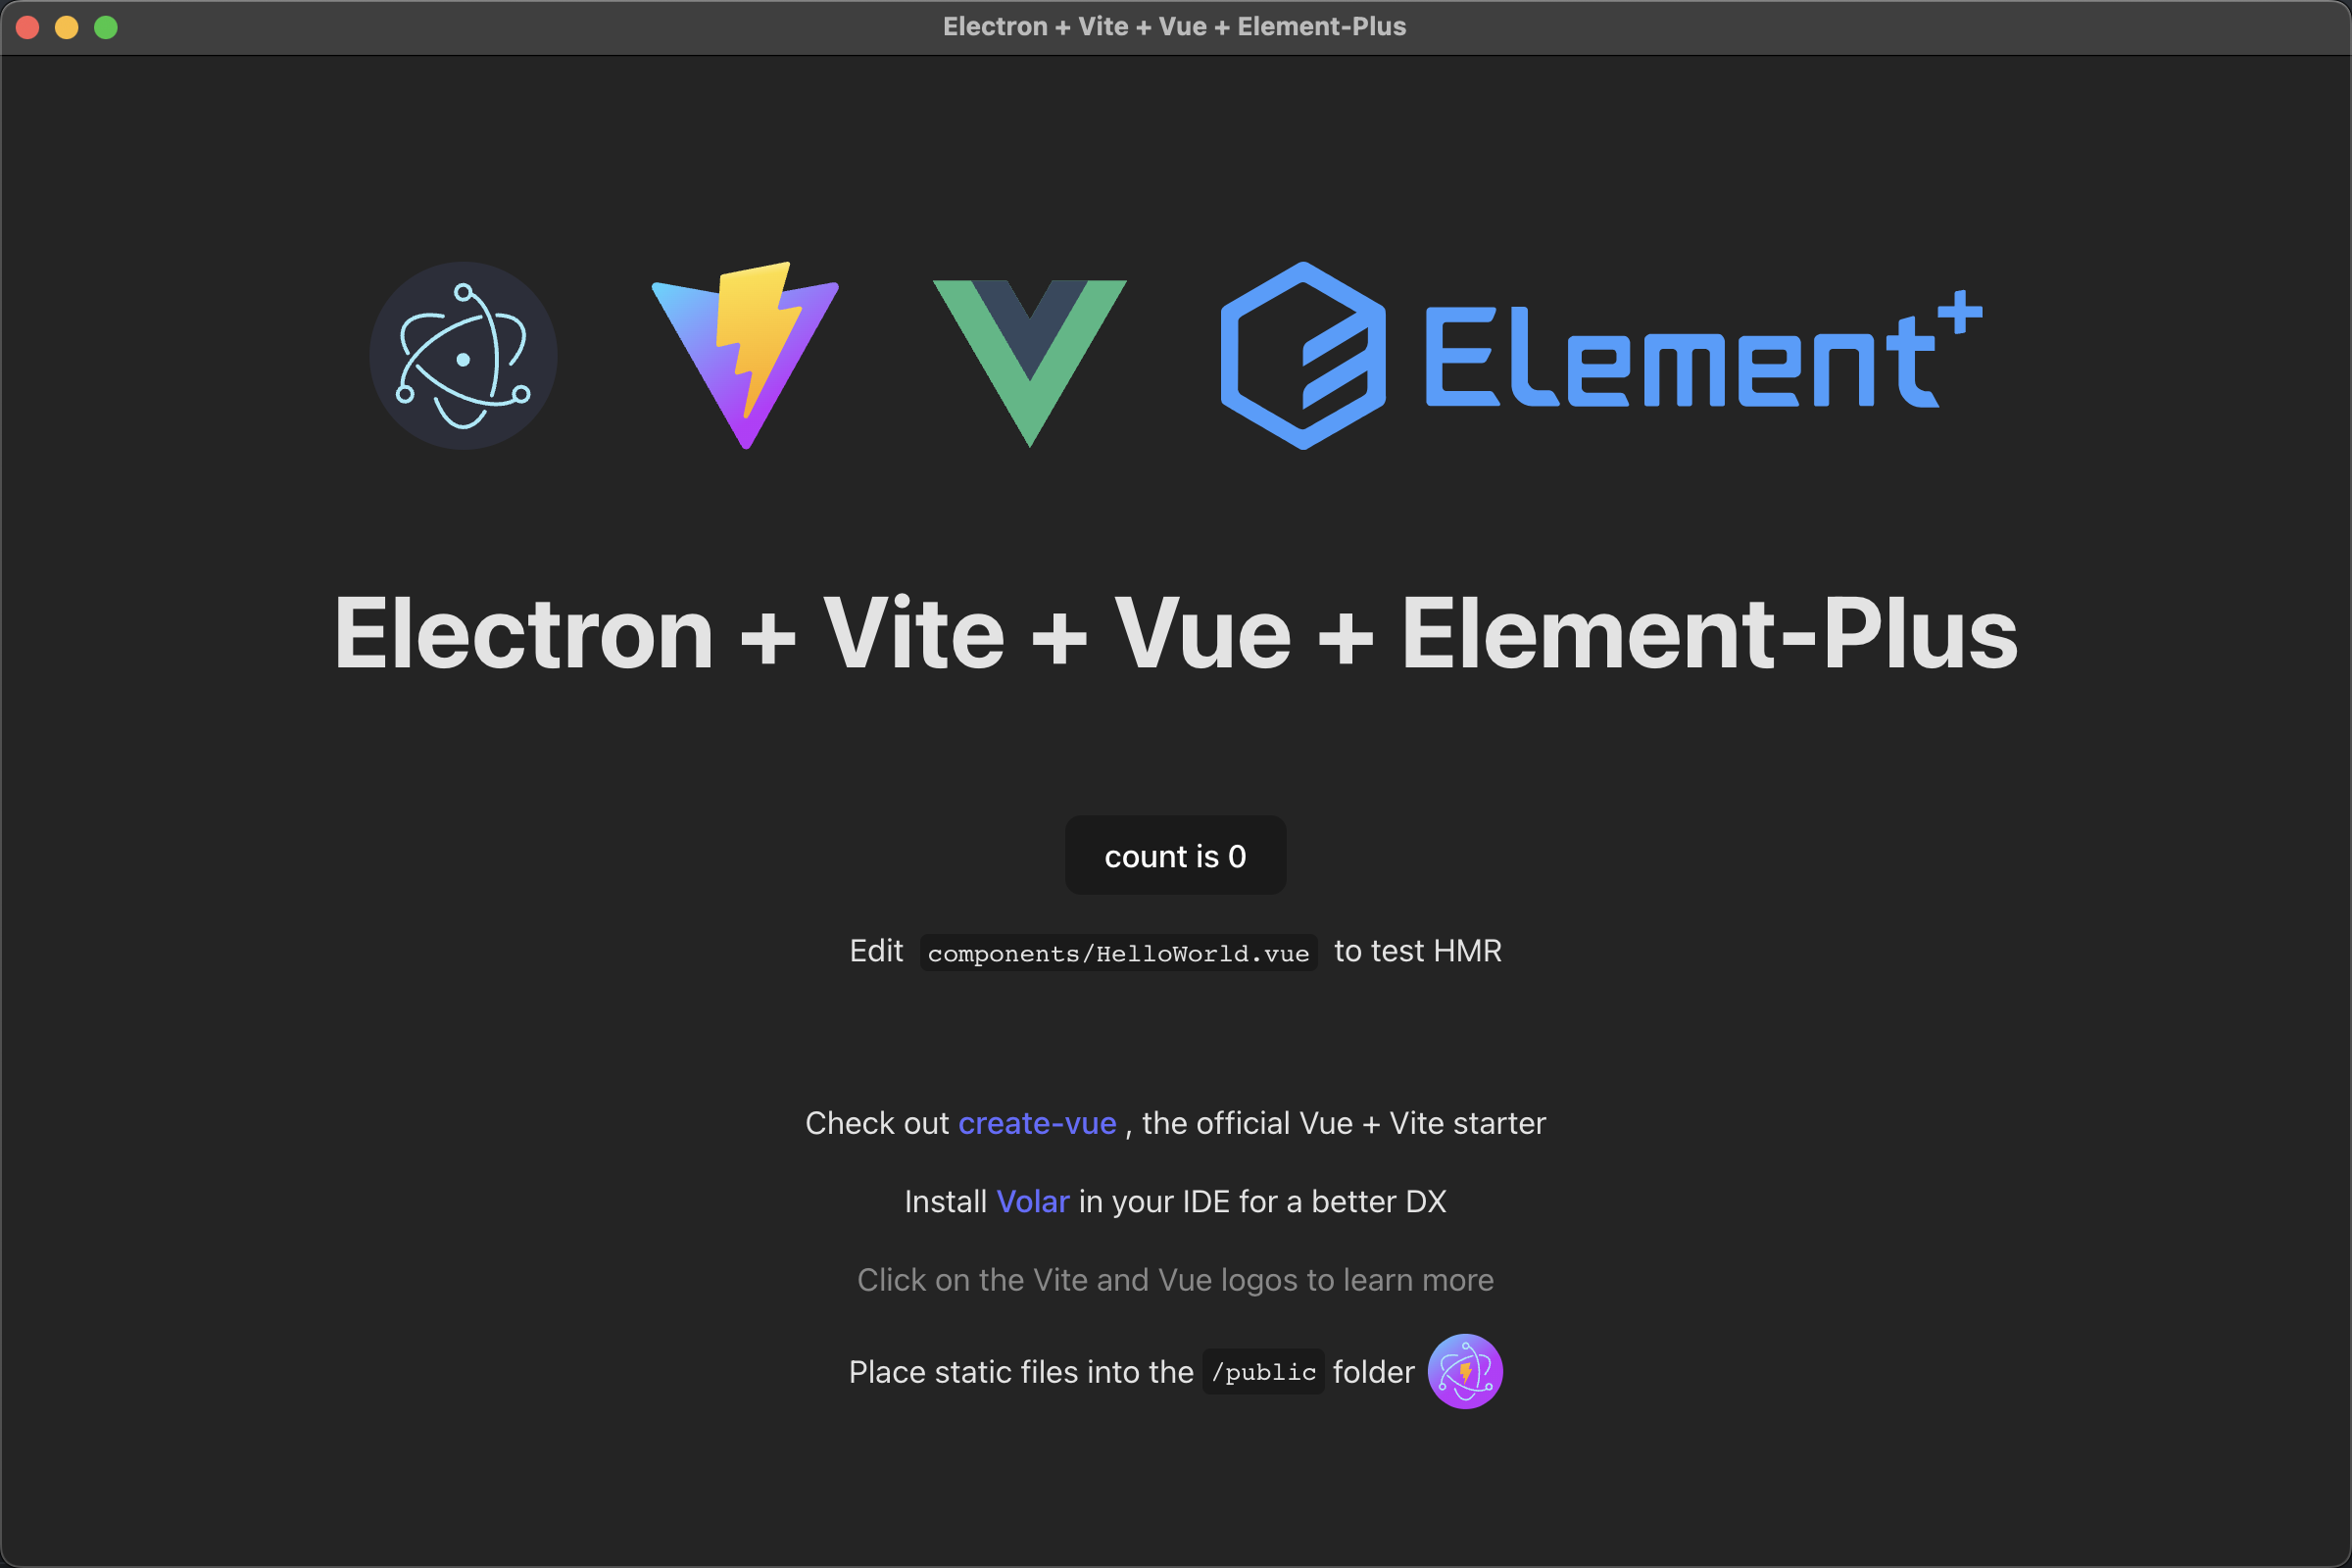 Electron + Vite + Vue + Element-Plus
Element+
Electron + Vite + Vue + Element-Plus
count is 0
Edit components/HelloWorld.vue to test HMR
Check out create-vue , the official Vue + Vite starter
Install Volar in your IDE for a better DX
Click on the Vite and Vue logos to learn more
Place static files into the /public folder